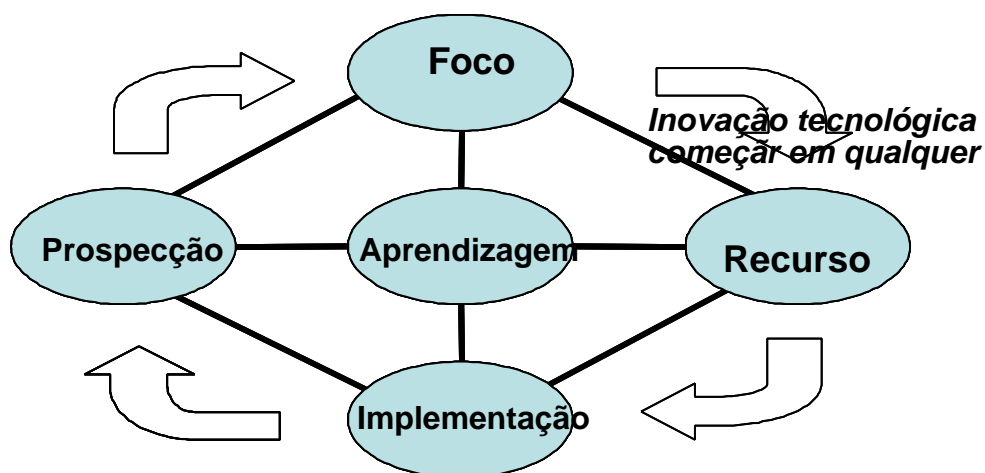 Foco
Inovação tecnológica
começar em qualquer
Prospecção
Aprendizagem
Recurso
Implementação